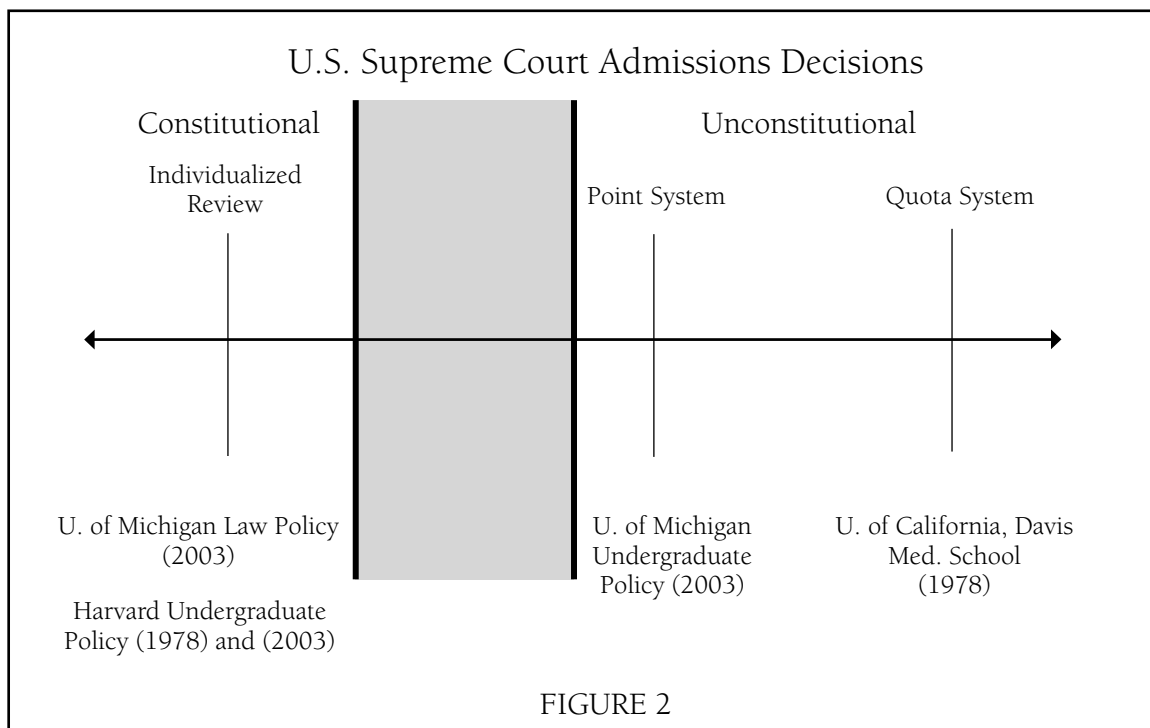 U.S. Supreme Court Admissions Decisions
Constitutional
Unconstitutional
Individualized
Review
Point System
Quota System
U. of Michigan Law Policy
(2003)
Harvard Undergraduate
Policy (1978) and (2003)
U. of Michigan
Undergraduate
Policy (2003)
U. of California, Davis
Med. School
(1978)
FIGURE 2